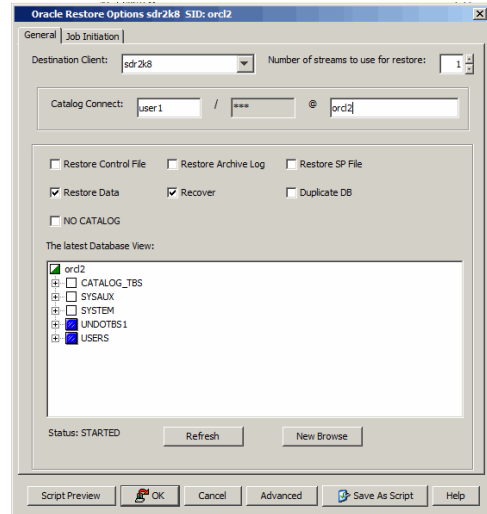 Oracle Restore Options sdr2k8 SID: orcl2
General Job Initiation
Destination Client: sdr2k8 Number of streams to use for restore: 1
Catalog Connect: user1 / *** @ orcl2
Restore Control File Restore Archive Log Restore SP File
Restore Data Recover Duplicate DB
NO CATALOG
The latest Database View:
orcl2
CATALOG_TBS
SYSAUX
SYSTEM
UNDOTBS1
USERS
Status: STARTED Refresh New Browse
Script Preview OK Cancel Advanced Save As Script Help